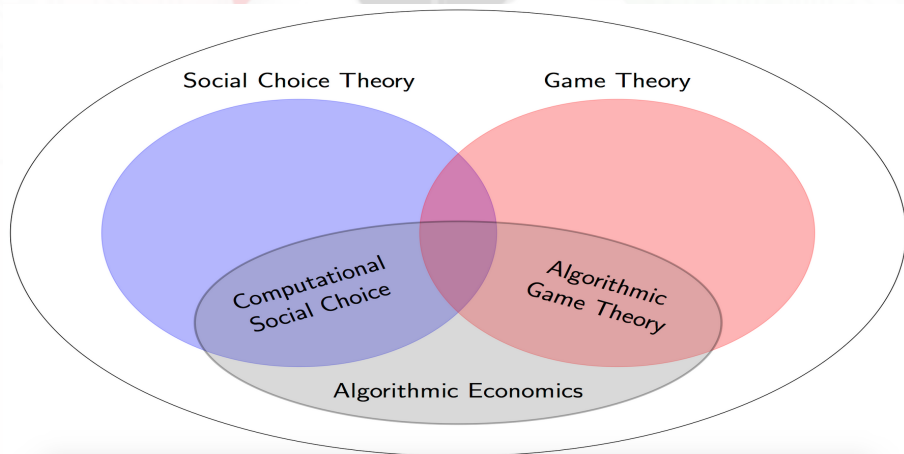 Social Choice Theory
Game Theory
Computational
Social Choice
Algorithmic
Game Theory
Algorithmic Economics